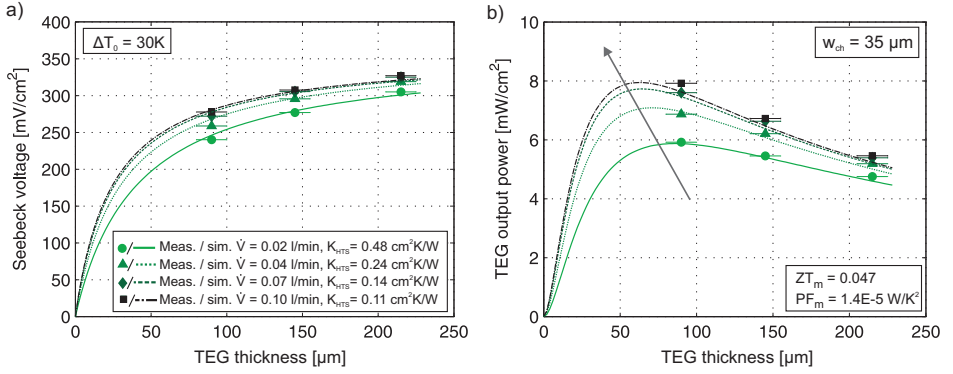 a)
ΔT₀ = 30K
Seebeck voltage [mV/cm²]
400
350
300
250
200
150
100
50
0
0 50 100 150 200 250
TEG thickness [µm]
Meas. / sim. V̇ = 0.02 l/min, K_HTS = 0.48 cm²K/W
Meas. / sim. V̇ = 0.04 l/min, K_HTS = 0.24 cm²K/W
Meas. / sim. V̇ = 0.07 l/min, K_HTS = 0.14 cm²K/W
Meas. / sim. V̇ = 0.10 l/min, K_HTS = 0.11 cm²K/W
b)
w_ch = 35 µm
TEG output power [mW/cm²]
10
8
6
4
2
0
0 50 100 150 200 250
TEG thickness [µm]
ZT_m = 0.047
PF_m = 1.4E-5 W/K²